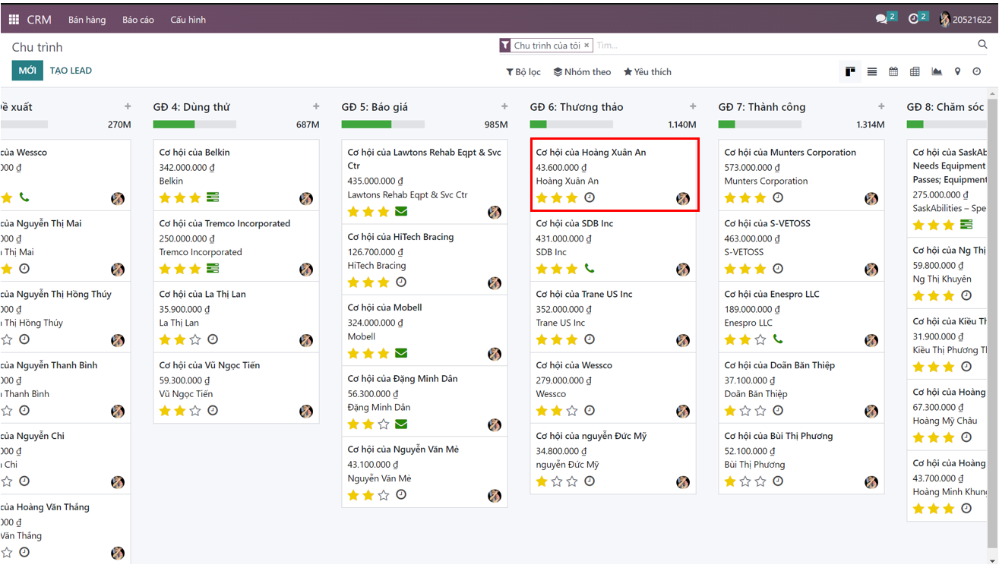 CRM
Bán hàng
Báo cáo
Cấu hình
2
2
20521622
Chu trình
Chu trình của tôi ×
Tìm...
MỚI
TẠO LEAD
Bộ lọc
Nhóm theo
Yêu thích
xuất +
270M
của Wessco
000 ₫
của Nguyễn Thị Mai
000 ₫
Thị Mai
của Nguyễn Thị Hồng Thúy
000 ₫
Thị Hồng Thúy
của Nguyễn Thanh Bình
000 ₫
Thanh Bình
của Nguyễn Chi
000 ₫
Chi
của Hoàng Văn Thắng
000 ₫
Văn Thắng
GĐ 4: Dùng thử +
687M
Cơ hội của Belkin
342.000.000 ₫
Belkin
Cơ hội của Tremco Incorporated
250.000.000 ₫
Tremco Incorporated
Cơ hội của La Thị Lan
35.900.000 ₫
La Thị Lan
Cơ hội của Vũ Ngọc Tiến
59.300.000 ₫
Vũ Ngọc Tiến
GĐ 5: Báo giá +
985M
Cơ hội của Lawtons Rehab Eqpt & Svc
Ctr
435.000.000 ₫
Lawtons Rehab Eqpt & Svc Ctr
Cơ hội của HiTech Bracing
126.700.000 ₫
HiTech Bracing
Cơ hội của Mobell
324.000.000 ₫
Mobell
Cơ hội của Đặng Minh Dân
56.300.000 ₫
Đặng Minh Dân
Cơ hội của Nguyễn Văn Mè
43.100.000 ₫
Nguyễn Văn Mè
GĐ 6: Thương thảo +
1.140M
Cơ hội của Hoàng Xuân An
43.600.000 ₫
Hoàng Xuân An
Cơ hội của SDB Inc
431.000.000 ₫
SDB Inc
Cơ hội của Trane US Inc
352.000.000 ₫
Trane US Inc
Cơ hội của Wessco
279.000.000 ₫
Wessco
Cơ hội của nguyễn Đức Mỹ
34.800.000 ₫
nguyễn Đức Mỹ
GĐ 7: Thành công +
1.314M
Cơ hội của Munters Corporation
573.000.000 ₫
Munters Corporation
Cơ hội của S-VETOSS
463.000.000 ₫
S-VETOSS
Cơ hội của Enespro LLC
189.000.000 ₫
Enespro LLC
Cơ hội của Doãn Băn Thiệp
37.100.000 ₫
Doãn Băn Thiệp
Cơ hội của Bùi Thị Phương
52.100.000 ₫
Bùi Thị Phương
GĐ 8: Chăm sóc
Cơ hội của
Needs Equipment
Passes; Equipment
275.000.000 ₫
SaskAbilities – Spe
Cơ hội của Ng Thị
59.800.000 ₫
Ng Thị Khuyên
Cơ hội của Kiều
31.900.000 ₫
Kiều Thị Phương
Cơ hội của Hoàng
67.300.000 ₫
Hoàng Mỹ Châu
Cơ hội của Hoàng
43.700.000 ₫
Hoàng Minh